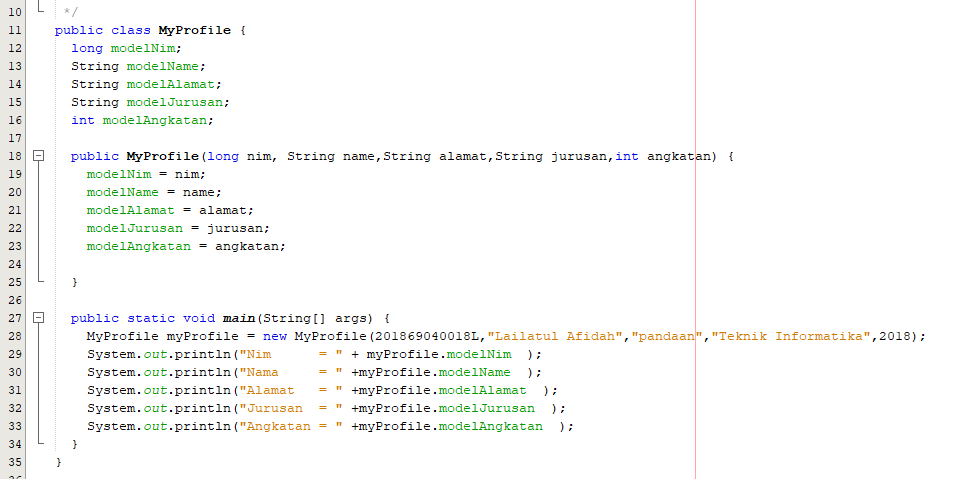 10 */
11 public class MyProfile {
12 long modelNim;
13 String modelName;
14 String modelAlamat;
15 String modelJurusan;
16 int modelAngkatan;
17
18 public MyProfile(long nim, String name,String alamat,String jurusan,int angkatan) {
19 modelNim = nim;
20 modelName = name;
21 modelAlamat = alamat;
22 modelJurusan = jurusan;
23 modelAngkatan = angkatan;
24
25 }
26
27 public static void main(String[] args) {
28 MyProfile myProfile = new MyProfile(201869040018L,"Lailatul Afidah","pandaan","Teknik Informatika",2018);
29 System.out.println("Nim      = " + myProfile.modelNim  );
30 System.out.println("Nama     = " +myProfile.modelName  );
31 System.out.println("Alamat   = " +myProfile.modelAlamat  );
32 System.out.println("Jurusan  = " +myProfile.modelJurusan  );
33 System.out.println("Angkatan = " +myProfile.modelAngkatan  );
34 }
35 }